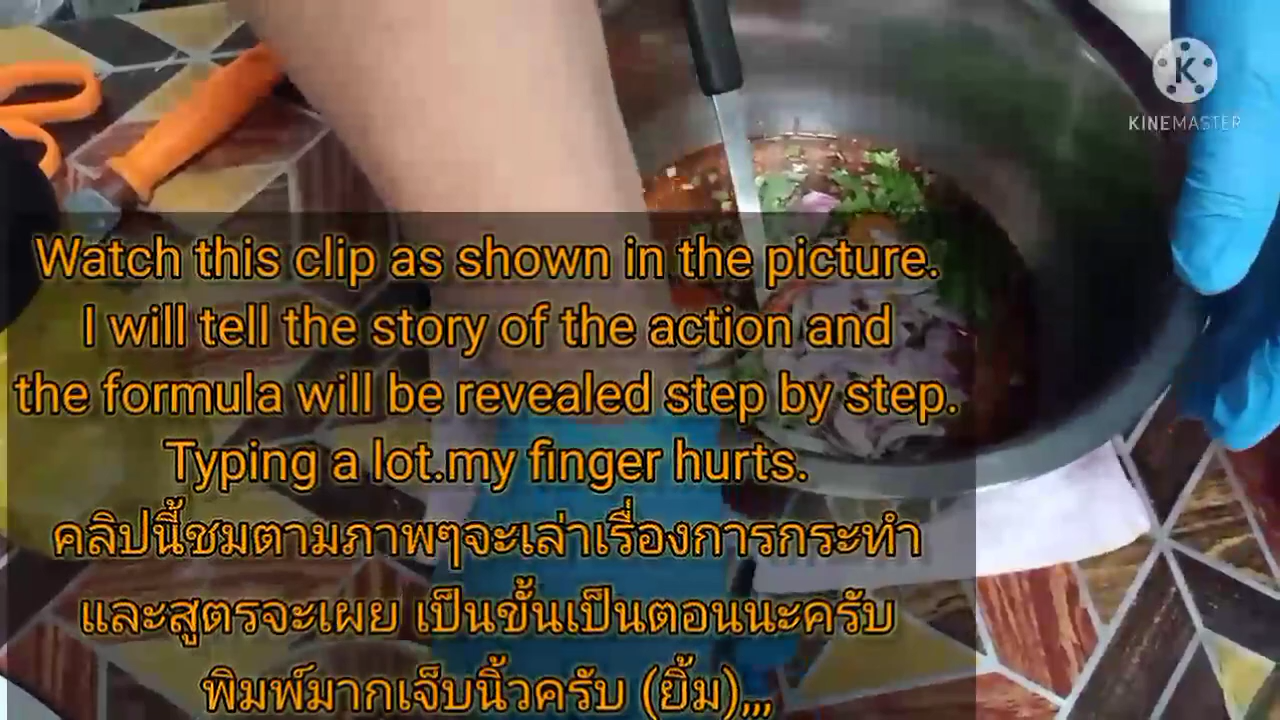 KINEMASTER
Watch this clip as shown in the picture.
I will tell the story of the action and
the formula will be revealed step by step.
Typing a lot.my finger hurts.
คลิปนี้ชมตามภาพๆจะเล่าเรื่องการกระทำ
และสูตรจะเผย เป็นขั้นเป็นตอนนะครับ
พิมพ์มากเจ็บนิ้วครับ (ยิ้ม),,,